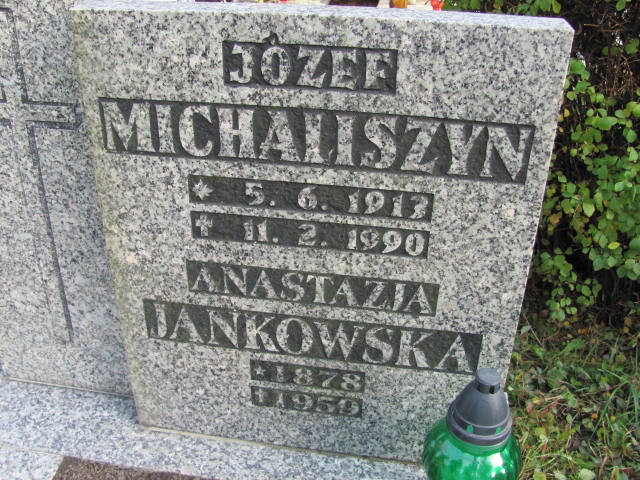 JÓZEF
MICHALISZYN
* 5. 6. 1913
† 11. 2. 1990
ANASTAZJA
JANKOWSKA
* 1878
† 1959